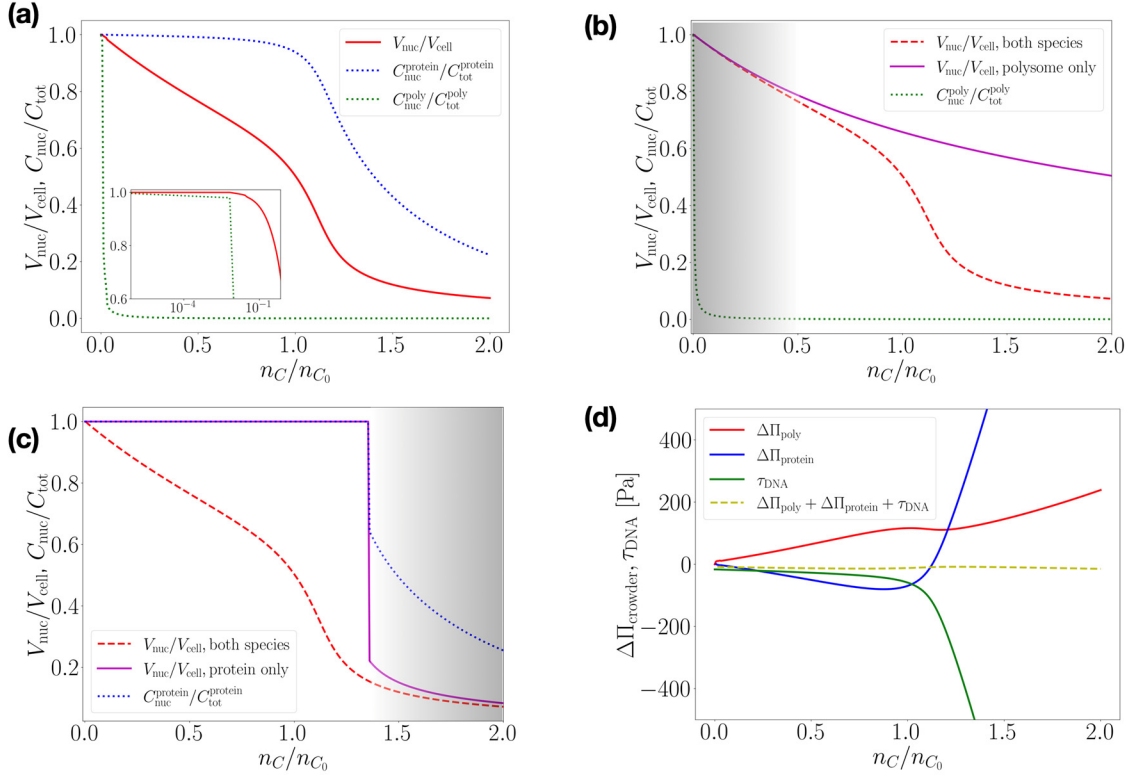 (a)
V_nuc/V_cell, C_nuc/C_tot
1.0
0.8
0.6
0.4
0.2
0.0
V_nuc/V_cell
C_nuc^protein/C_tot^protein
C_nuc^poly/C_tot^poly
1.0
0.8
0.6
10^−4
10^−1
0.0 0.5 1.0 1.5 2.0
n_C/n_C_0
(b)
V_nuc/V_cell, C_nuc/C_tot
1.0
0.8
0.6
0.4
0.2
0.0
V_nuc/V_cell, both species
V_nuc/V_cell, polysome only
C_nuc^poly/C_tot^poly
0.0 0.5 1.0 1.5 2.0
n_C/n_C_0
(c)
V_nuc/V_cell, C_nuc/C_tot
1.0
0.8
0.6
0.4
0.2
V_nuc/V_cell, both species
V_nuc/V_cell, protein only
C_nuc^protein/C_tot^protein
0.0 0.5 1.0 1.5 2.0
n_C/n_C_0
(d)
ΔΠ_crowder, τ_DNA [Pa]
400
200
0
−200
−400
ΔΠ_poly
ΔΠ_protein
τ_DNA
ΔΠ_poly + ΔΠ_protein + τ_DNA
0.0 0.5 1.0 1.5 2.0
n_C/n_C_0